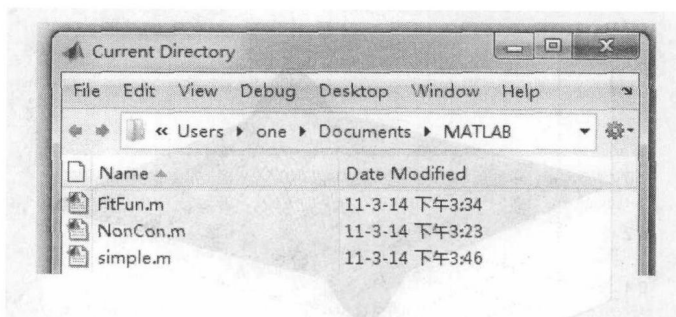 Current Directory
File Edit View Debug Desktop Window Help
« Users ▸ one ▸ Documents ▸ MATLAB
Name Date Modified
FitFun.m 11-3-14 下午3:34
NonCon.m 11-3-14 下午3:23
simple.m 11-3-14 下午3:46